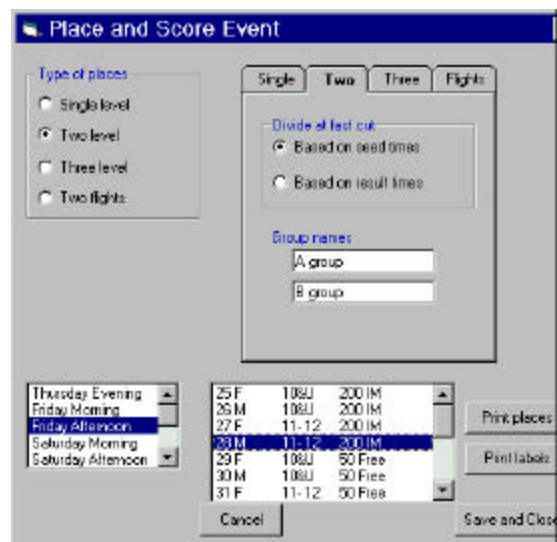 Place and Score Event
Type of places
Single level
Two level
Three level
Two flights
Single Two Three Flights
Divide at fast cut
Based on seed times
Based on result times
Group names
A group
B group
Thursday Evening
Friday Morning
Friday Afternoon
Saturday Morning
Saturday Afternoon
25 F 10&U 200 IM
26 M 10&U 200 IM
27 F 11-12 200 IM
28 M 11-12 200 IM
29 F 10&U 50 Free
30 M 10&U 50 Free
31 F 11-12 50 Free
Print places
Print labels
Cancel
Save and Close